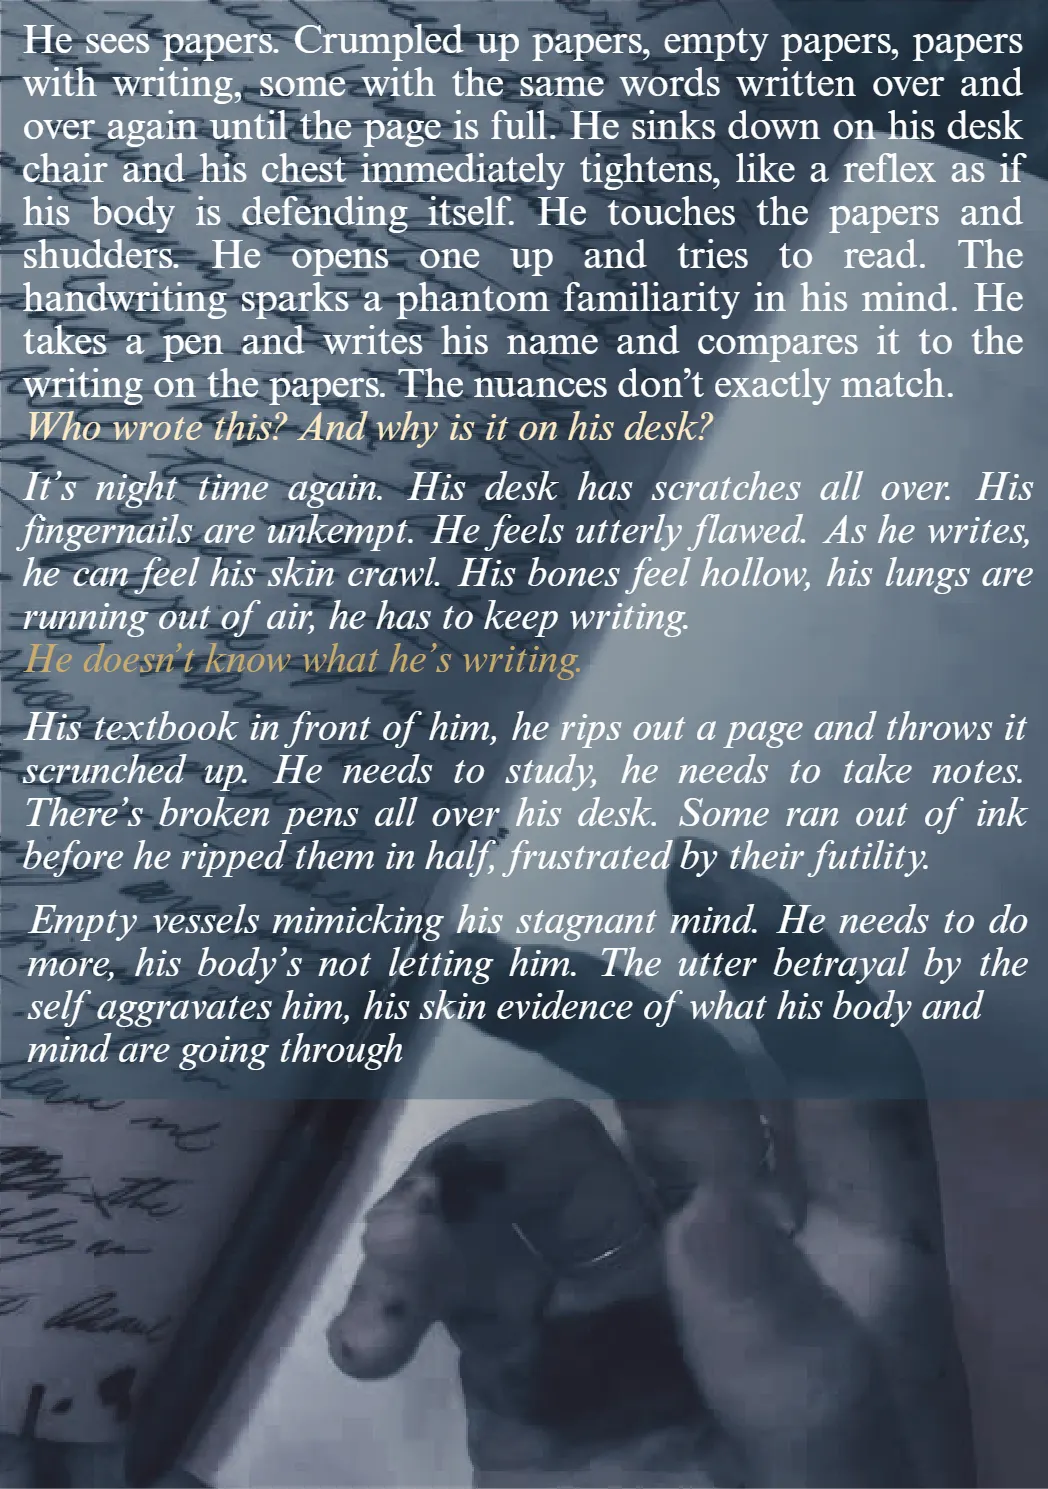 He sees papers. Crumpled up papers, empty papers, papers
with writing, some with the same words written over and
over again until the page is full. He sinks down on his desk
chair and his chest immediately tightens, like a reflex as if
his body is defending itself. He touches the papers and
shudders. He opens one up and tries to read. The
handwriting sparks a phantom familiarity in his mind. He
takes a pen and writes his name and compares it to the
writing on the papers. The nuances don’t exactly match.
Who wrote this? And why is it on his desk?
It’s night time again. His desk has scratches all over. His
fingernails are unkempt. He feels utterly flawed. As he writes,
he can feel his skin crawl. His bones feel hollow, his lungs are
running out of air, he has to keep writing.
He doesn’t know what he’s writing.
His textbook in front of him, he rips out a page and throws it
scrunched up. He needs to study, he needs to take notes.
There’s broken pens all over his desk. Some ran out of ink
before he ripped them in half, frustrated by their futility.
Empty vessels mimicking his stagnant mind. He needs to do
more, his body’s not letting him. The utter betrayal by the
self aggravates him, his skin evidence of what his body and
mind are going through
the